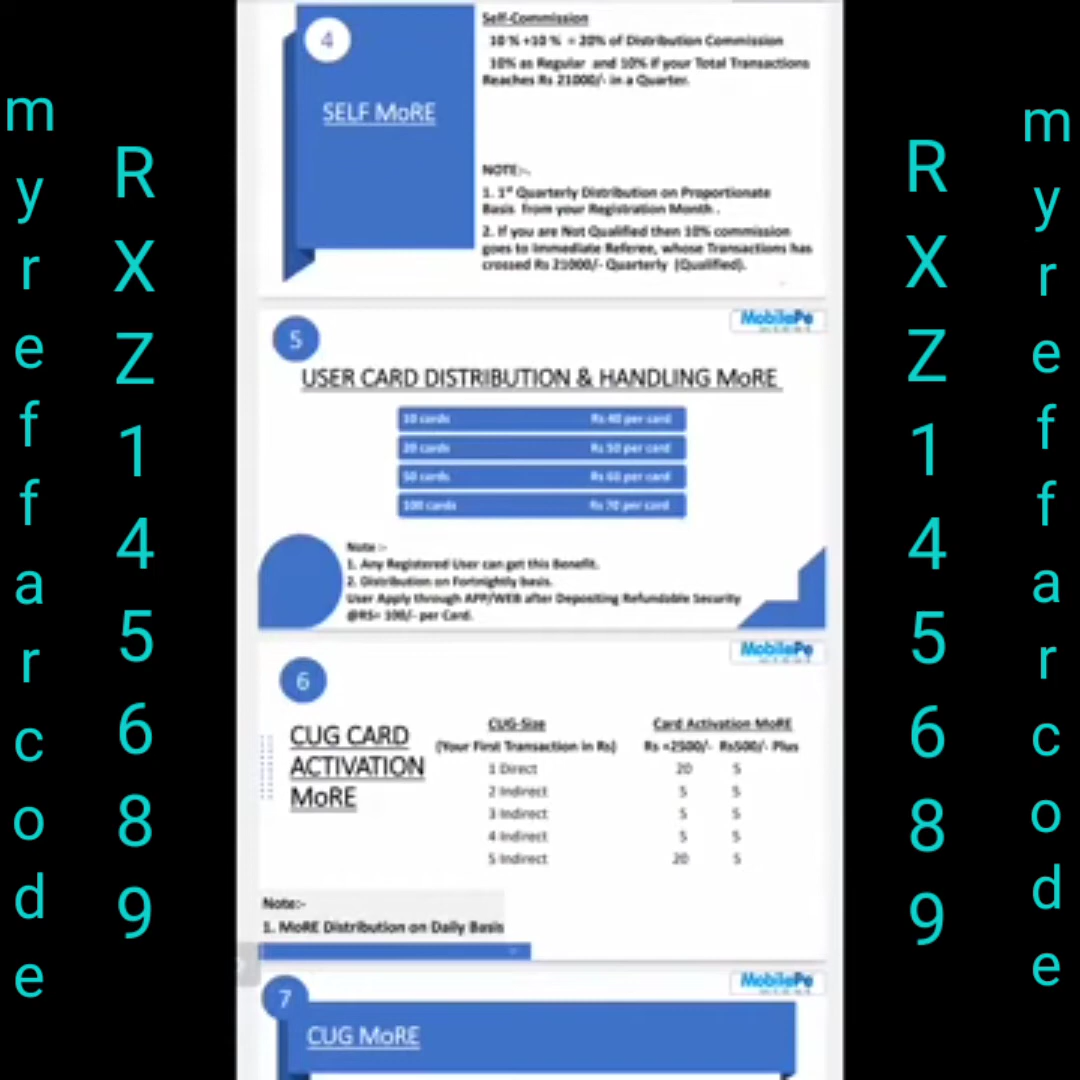 my reffar code
RXZ145689
4
SELF MoRE
Self-Commission
10 % +10 % = 20% of Distribution Commission
10% as Regular and 10% if your Total Transactions
Reaches Rs 21000/- in a Quarter.
NOTE:-.
1. 1st Quarterly Distribution on Proportionate
Basis from your Registration Month .
2. If you are Not Qualified then 10% commission
goes to Immediate Referee, whose Transactions has
crossed Rs 21000/- Quarterly (Qualified).
MobilePe
5
USER CARD DISTRIBUTION & HANDLING MoRE
10 cards Rs 40 per card
20 cards Rs 50 per card
50 cards Rs 60 per card
100 cards Rs 70 per card
Note :-
1. Any Registered User can get this Benefit.
2. Distribution on Fortnightly basis.
User Apply through APP/WEB after Depositing Refundable Security
@RS= 100/- per Card.
MobilePe
6
CUG CARD
ACTIVATION
MoRE
CUG-Size Card Activation MoRE
(Your First Transaction in Rs) Rs =2500/- Rs500/- Plus
1 Direct 20 5
2 Indirect 5 5
3 Indirect 5 5
4 Indirect 5 5
5 Indirect 20 5
Note:-
1. MoRE Distribution on Daily Basis
MobilePe
7
CUG MoRE
RXZ145689
my reffar code